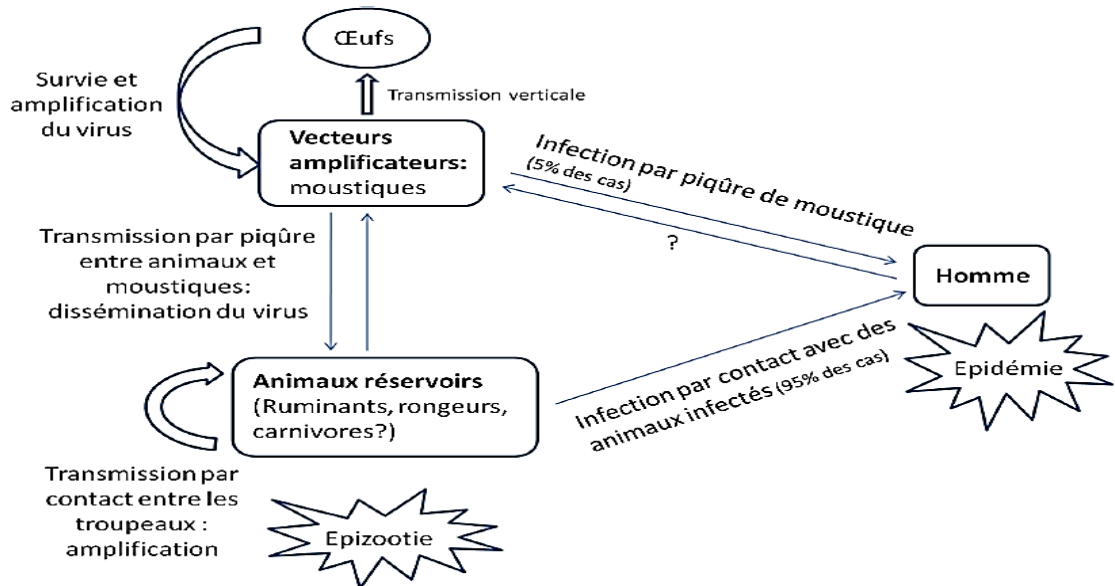 Œufs
Survie et
amplification
du virus
Transmission verticale
Vecteurs
amplificateurs:
moustiques
Infection par piqûre de moustique
(5% des cas)
?
Transmission par piqûre
entre animaux et
moustiques:
dissémination du virus
Homme
Epidémie
Infection par contact avec des
animaux infectés (95% des cas)
Animaux réservoirs
(Ruminants, rongeurs,
carnivores?)
Transmission par
contact entre les
troupeaux :
amplification
Epizootie